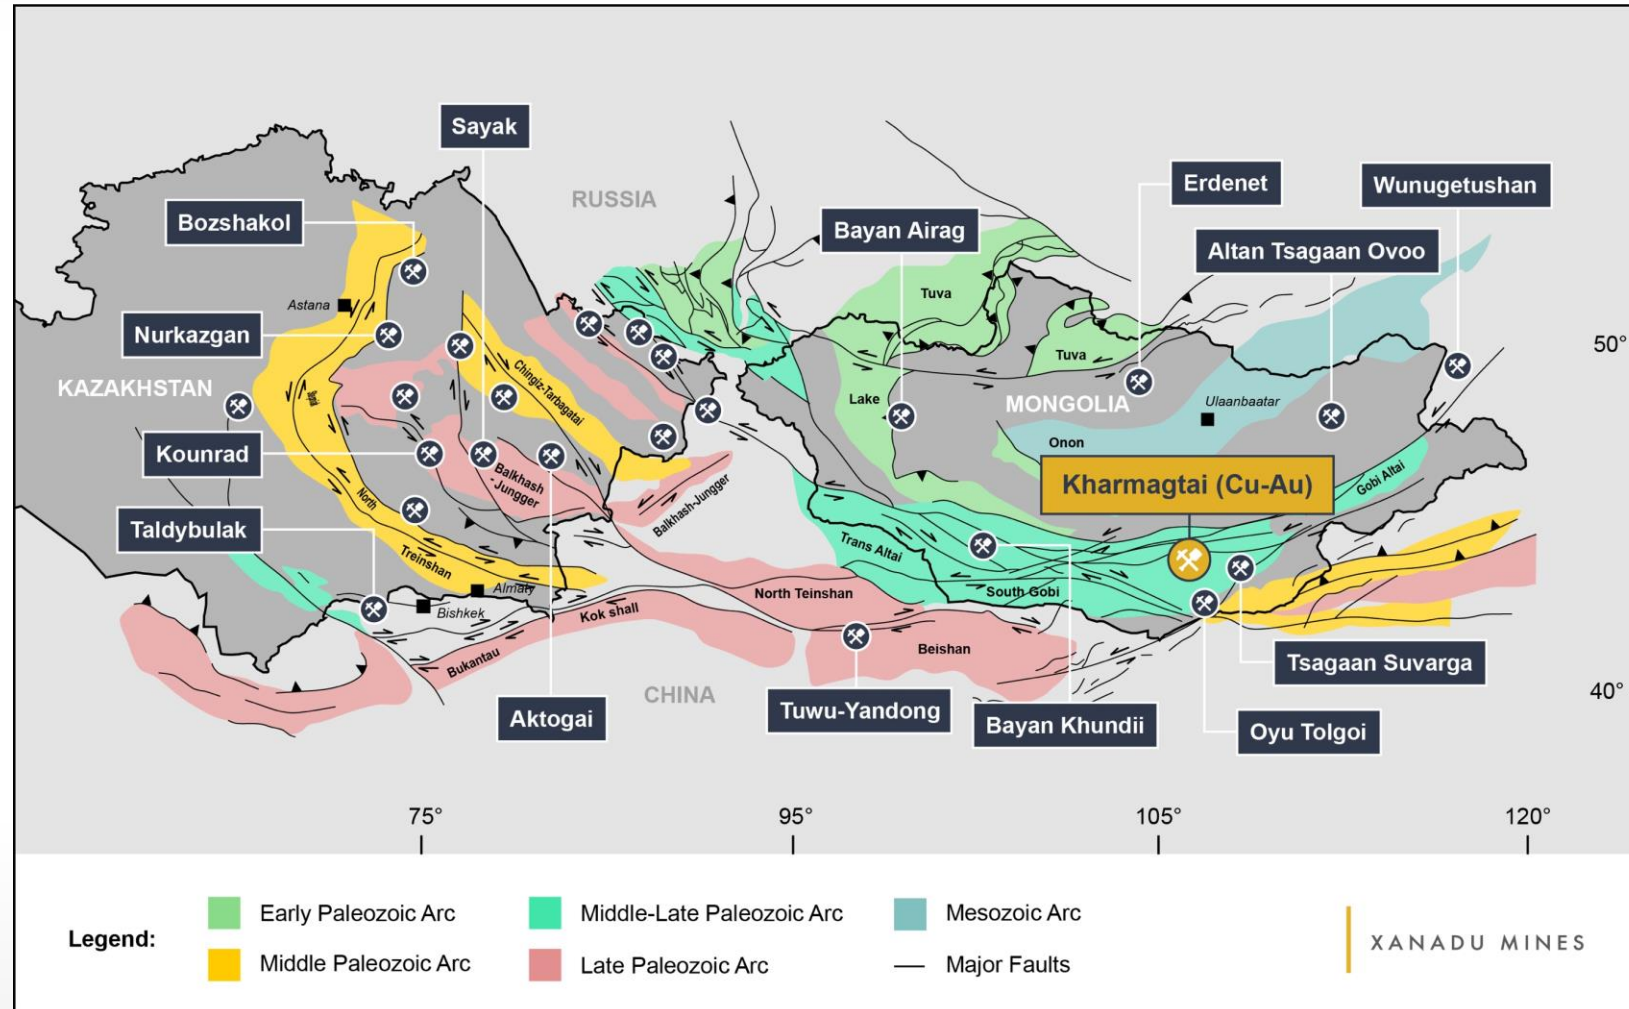 Sayak
RUSSIA
Erdenet
Wunugetushan
Bozshakol
Bayan Airag
Altan Tsagaan Ovoo
Astana
Tuva
Nurkazgan
50°
Tuva
KAZAKHSTAN
Chingiz-Tarbagatai
Lake
MONGOLIA
Ulaanbaatar
Onon
Kounrad
Balkhash
-Jungger
Gobi Altai
Kharmagtai (Cu-Au)
North
Balkhash-Jungger
Taldybulak
Trans Altai
Treinshan
Almaty
Bishkek
North Teinshan
South Gobi
Kok shall
Bukantau
Beishan
Tsagaan Suvarga
CHINA
40°
Aktogai
Tuwu-Yandong
Bayan Khundii
Oyu Tolgoi
75°
95°
105°
120°
Legend:
Early Paleozoic Arc
Middle-Late Paleozoic Arc
Mesozoic Arc
Middle Paleozoic Arc
Late Paleozoic Arc
Major Faults
XANADU MINES